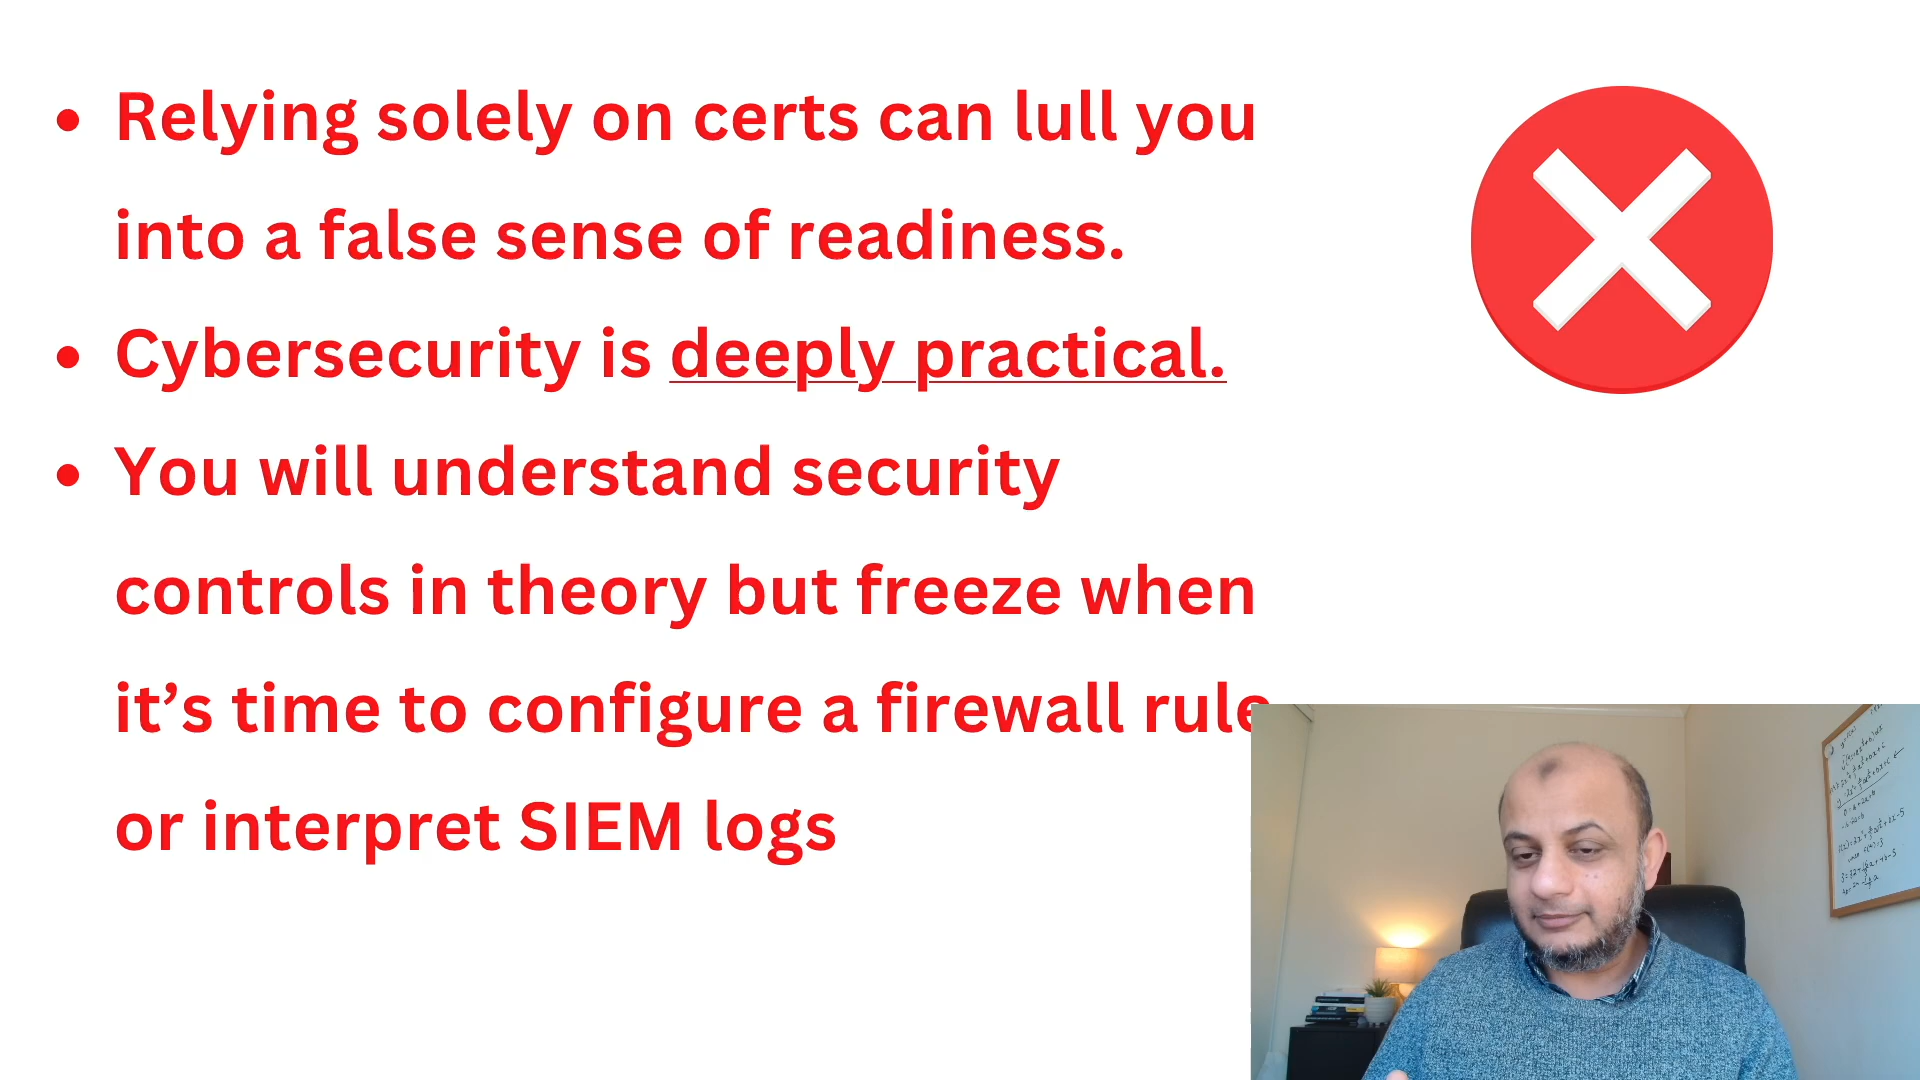 • Relying solely on certs can lull you
into a false sense of readiness.
• Cybersecurity is deeply practical.
• You will understand security
controls in theory but freeze when
it’s time to configure a firewall rule
or interpret SIEM logs